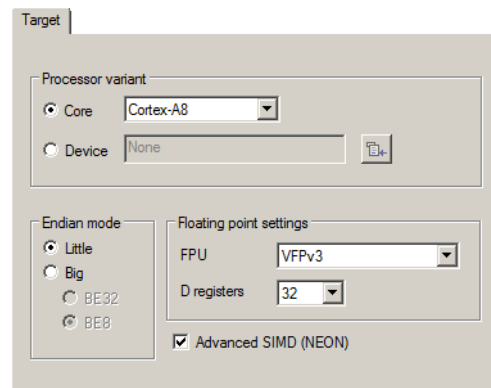 Target
Processor variant
Core
Cortex-A8
Device
None
Endian mode
Little
Big
BE32
BE8
Floating point settings
FPU
VFPv3
D registers
32
Advanced SIMD (NEON)